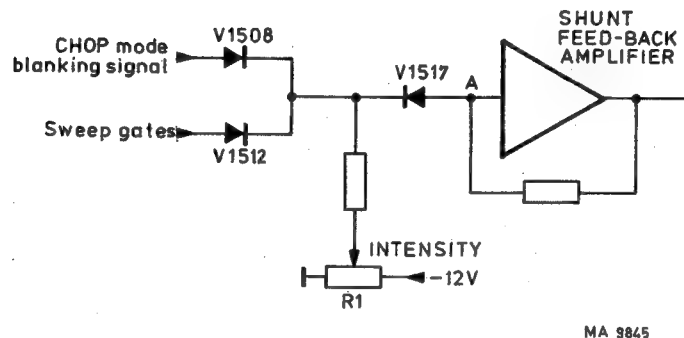 CHOP mode
blanking signal
V1508
Sweep gates
V1512
V1517
A
SHUNT
FEED-BACK
AMPLIFIER
INTENSITY
-12V
R1
MA 9845